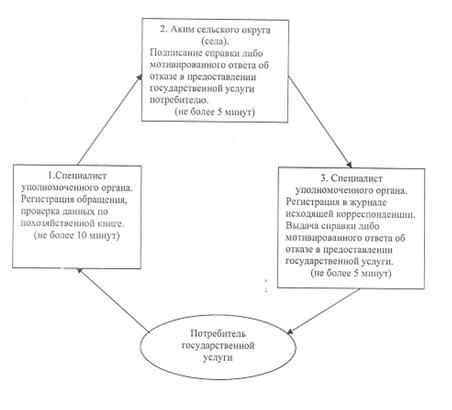 2. Аким сельского округа
(села).
Подписание справки либо
мотивированного ответа об
отказе в предоставлении
государственной услуги
потребителю.
(не более 5 минут)
1.Специалист
уполномоченного органа.
Регистрация обращения,
проверка данных по
похозяйственной книге.
(не более 10 минут)
3. Специалист
уполномоченного органа.
Регистрация в журнале
исходящей корреспонденции.
Выдача справки либо
мотивированного ответа об
отказе в предоставлении
государственной услуги.
(не более 5 минут)
Потребитель
государственной
услуги